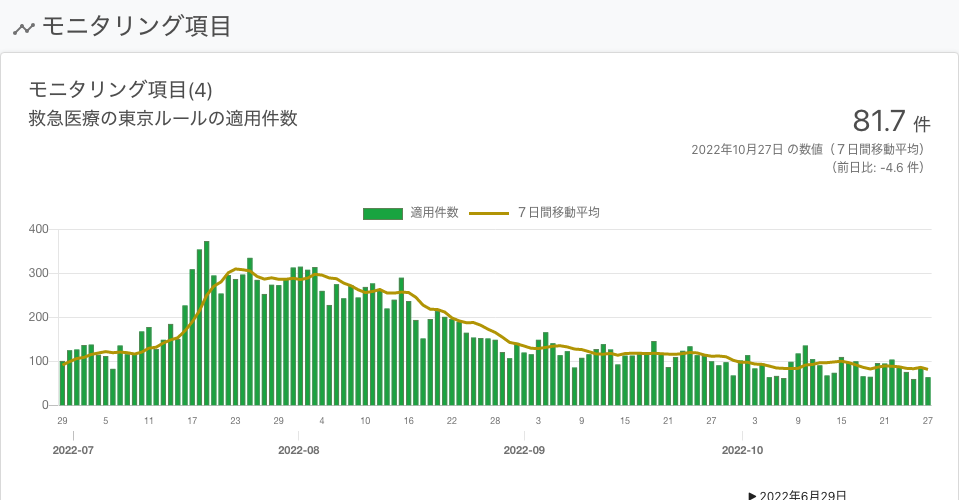 モニタリング項目
モニタリング項目(4)
救急医療の東京ルールの適用件数
81.7 件
2022年10月27日 の数値（７日間移動平均）
（前日比: -4.6 件）
適用件数 ７日間移動平均
400
300
200
100
0
29 5 11 17 23 29 4 10 16 22 28 3 9 15 21 27 3 9 15 21 27
2022-07 2022-08 2022-09 2022-10
▶ 2022年6月29日